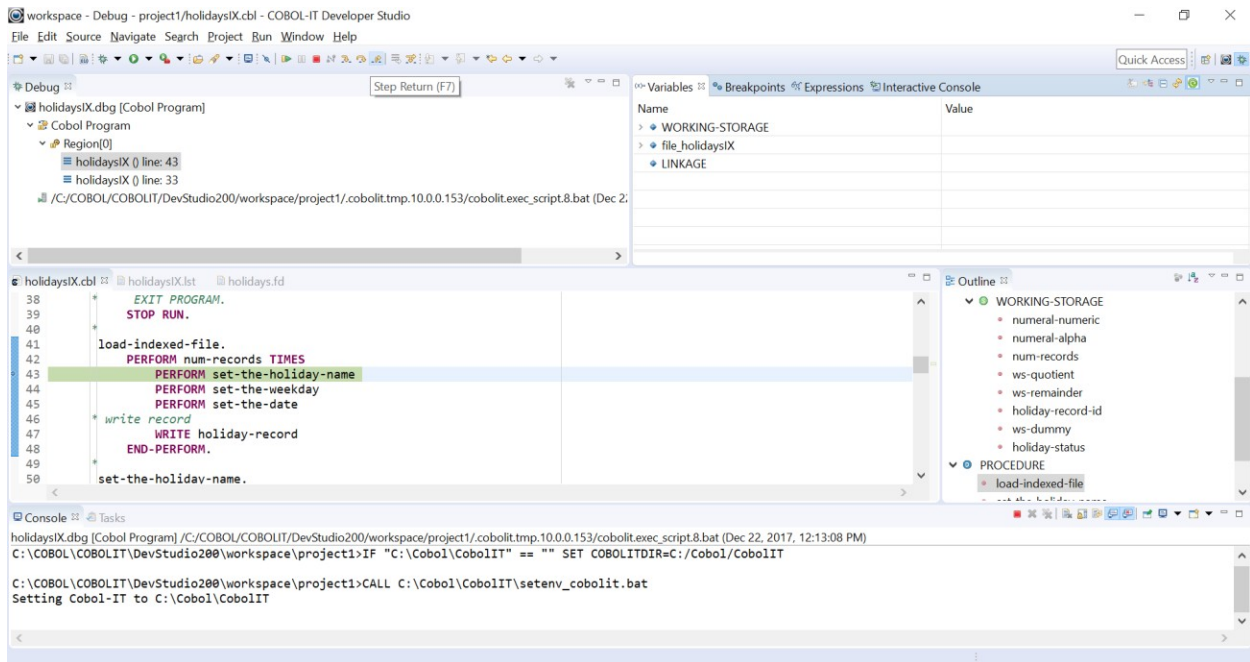 workspace - Debug - project1/holidaysIX.cbl - COBOL-IT Developer Studio
File Edit Source Navigate Search Project Run Window Help
Quick Access
Step Return (F7)
Debug
holidaysIX.dbg [Cobol Program]
Cobol Program
Region[0]
holidaysIX () line: 43
holidaysIX () line: 33
/C:/COBOL/COBOLIT/DevStudio200/workspace/project1/.cobolit.tmp.10.0.0.153/cobolit.exec_script.8.bat (Dec 22
Variables Breakpoints Expressions Interactive Console
Name Value
WORKING-STORAGE
file_holidaysIX
LINKAGE
holidaysIX.cbl holidaysIX.lst holidays.fd
38 * EXIT PROGRAM.
39 STOP RUN.
40 *
41 load-indexed-file.
42 PERFORM num-records TIMES
43 PERFORM set-the-holiday-name
44 PERFORM set-the-weekday
45 PERFORM set-the-date
46 * write record
47 WRITE holiday-record
48 END-PERFORM.
49 *
50 set-the-holiday-name.
Outline
WORKING-STORAGE
numeral-numeric
numeral-alpha
num-records
ws-quotient
ws-remainder
holiday-record-id
ws-dummy
holiday-status
PROCEDURE
load-indexed-file
set-the-holiday-name
Console Tasks
holidaysIX.dbg [Cobol Program] /C:/COBOL/COBOLIT/DevStudio200/workspace/project1/.cobolit.tmp.10.0.0.153/cobolit.exec_script.8.bat (Dec 22, 2017, 12:13:08 PM)
C:\COBOL\COBOLIT\DevStudio200\workspace\project1>IF "C:\Cobol\CobolIT" == "" SET COBOLITDIR=C:/Cobol/CobolIT
C:\COBOL\COBOLIT\DevStudio200\workspace\project1>CALL C:\Cobol\CobolIT\setenv_cobolit.bat
Setting Cobol-IT to C:\Cobol\CobolIT